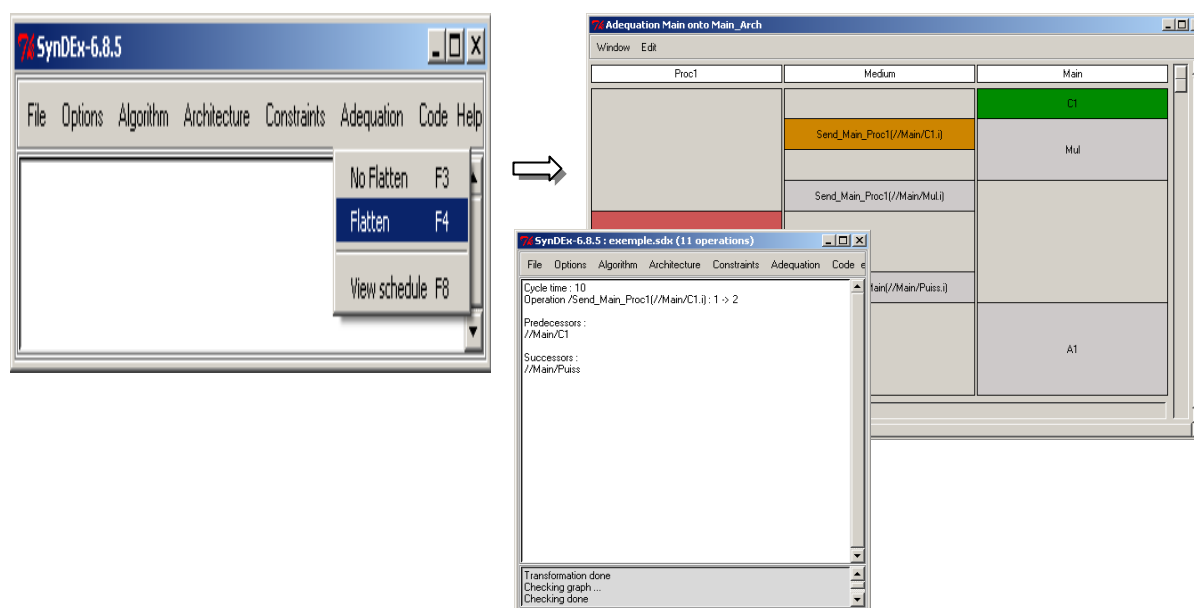 SynDEx-6.8.5
File Options Algorithm Architecture Constraints Adequation Code Help
No Flatten F3
Flatten F4
View schedule F8
Adequation Main onto Main_Arch
Window Edit
Proc1 Medium Main
C1
Send_Main_Proc1(//Main/C1.i)
Mul
Send_Main_Proc1(//Main/Mul.i)
Main(//Main/Puiss.i)
A1
SynDEx-6.8.5 : exemple.sdx (11 operations)
File Options Algorithm Architecture Constraints Adequation Code
Cycle time : 10
Operation /Send_Main_Proc1(//Main/C1.i) : 1 -> 2
Predecessors :
//Main/C1
Successors :
//Main/Puiss
Transformation done
Checking graph ...
Checking done